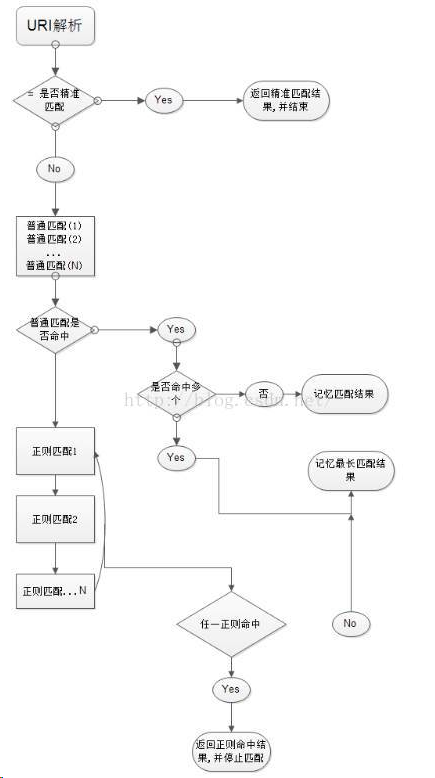 URI解析
= 是否精准
匹配
Yes
返回精准匹配结
果,并结束
No
普通匹配(1)
普通匹配(2)
...
普通匹配(N)
普通匹配是
否命中
Yes
是否命中多
个
否
记忆匹配结果
http://blog.csdn.net/
Yes
正则匹配1
记忆最长匹配结
果
正则匹配2
正则匹配...N
任一正则命中
No
Yes
返回正则命中结
果,并停止匹配